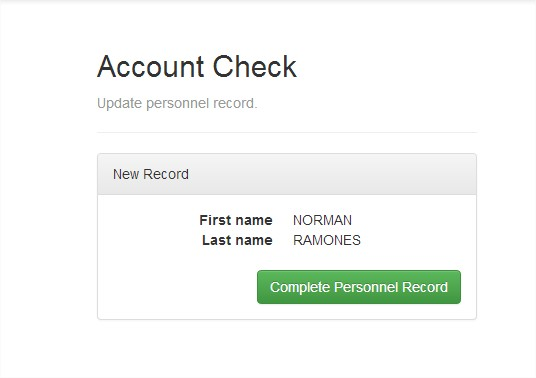 Account Check
Update personnel record.
New Record
First name NORMAN
Last name RAMONES
Complete Personnel Record